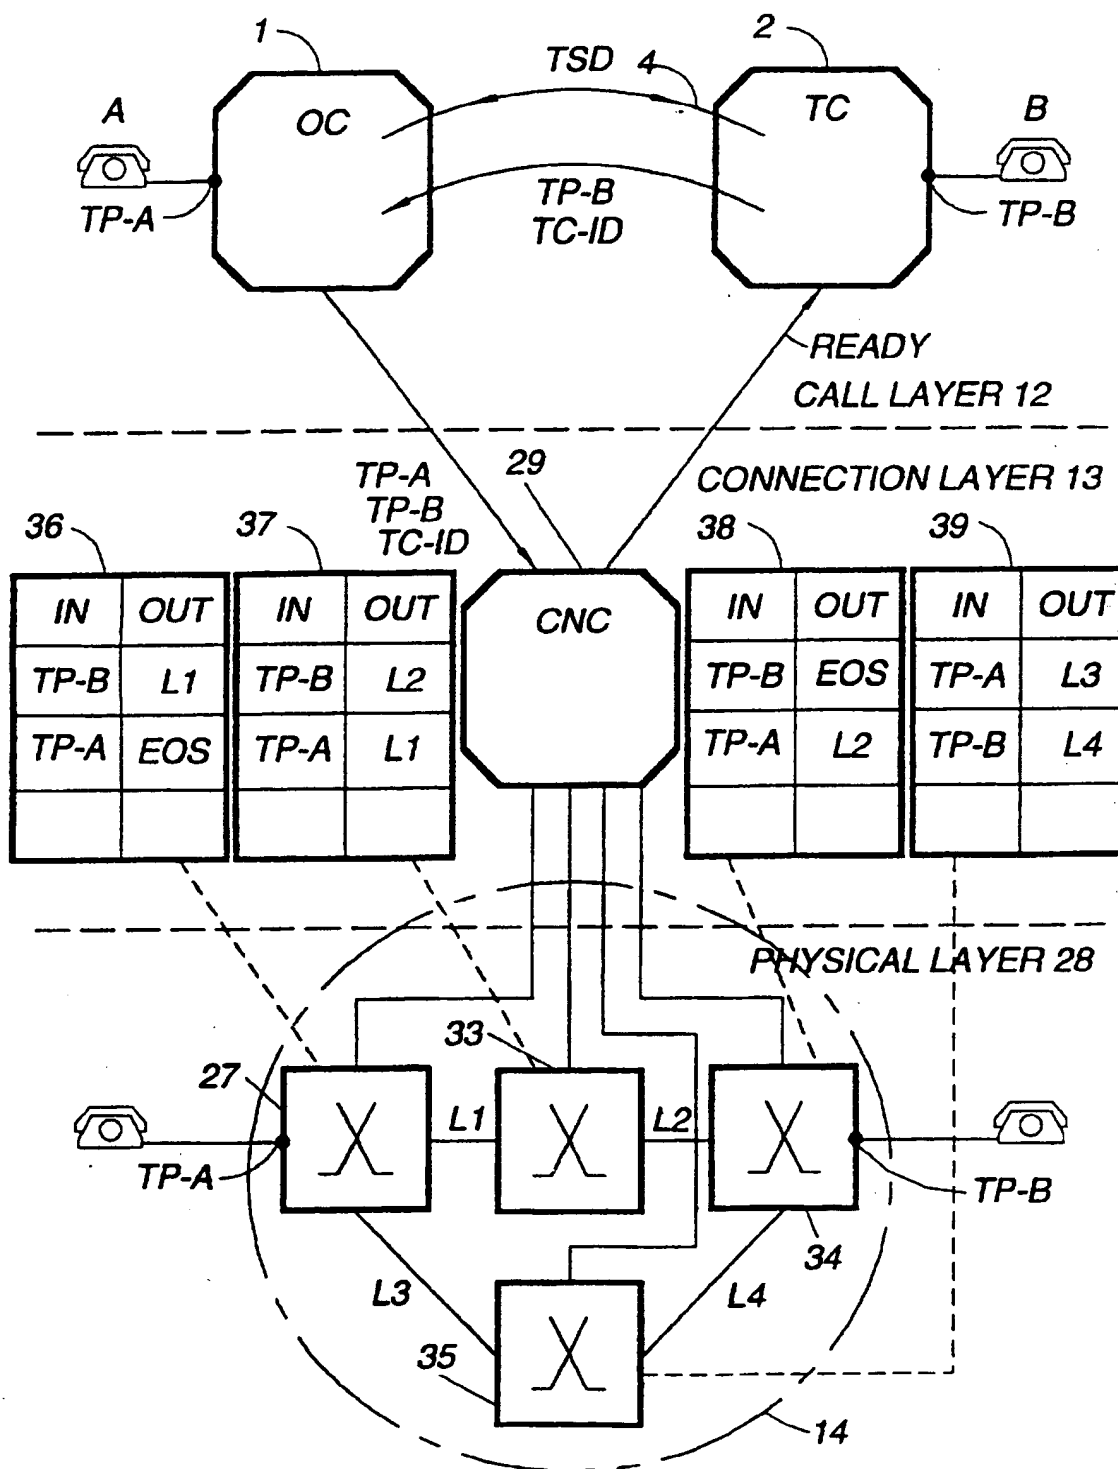 1
2
TSD
4
A
OC
TC
B
TP-A
TP-B
TC-ID
TP-B
READY
CALL LAYER 12
29
TP-A
TP-B
TC-ID
CONNECTION LAYER 13
36
37
38
39
IN OUT
TP-B L1
TP-A EOS
IN OUT
TP-B L2
TP-A L1
CNC
IN OUT
TP-B EOS
TP-A L2
IN OUT
TP-A L3
TP-B L4
PHYSICAL LAYER 28
33
27
L1
L2
TP-A
TP-B
34
L3
L4
35
14